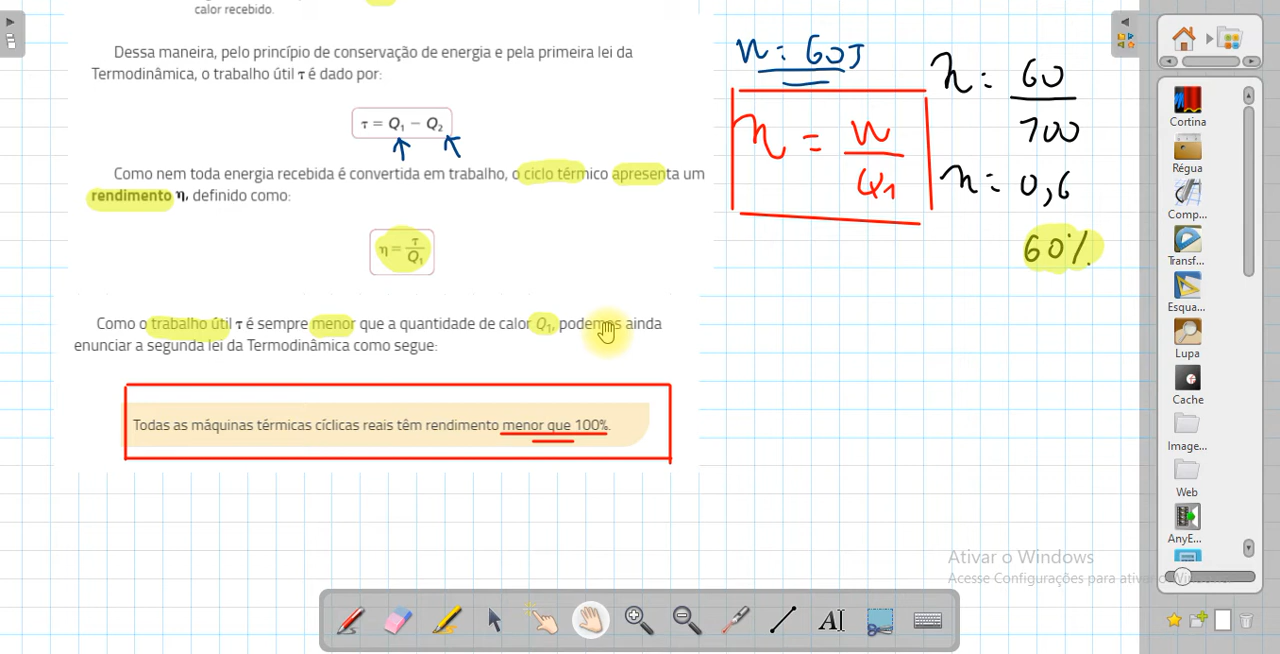 calor recebido.
Dessa maneira, pelo princípio de conservação de energia e pela primeira lei da
Termodinâmica, o trabalho útil τ é dado por:
τ = Q₁ − Q₂
Como nem toda energia recebida é convertida em trabalho, o ciclo térmico apresenta um
rendimento η, definido como:
η = τ / Q₁
Como o trabalho útil τ é sempre menor que a quantidade de calor Q₁, podemos ainda
enunciar a segunda lei da Termodinâmica como segue:
Todas as máquinas térmicas cíclicas reais têm rendimento menor que 100%.
W = 60J
η = W / Q₁
η = 60 / 100
η = 0,6
60%
Cortina
Régua
Comp...
Transf...
Esqua...
Lupa
Cache
Image...
Web
AnyE...
Ativar o Windows
Acesse Configurações para ativar o Windows.